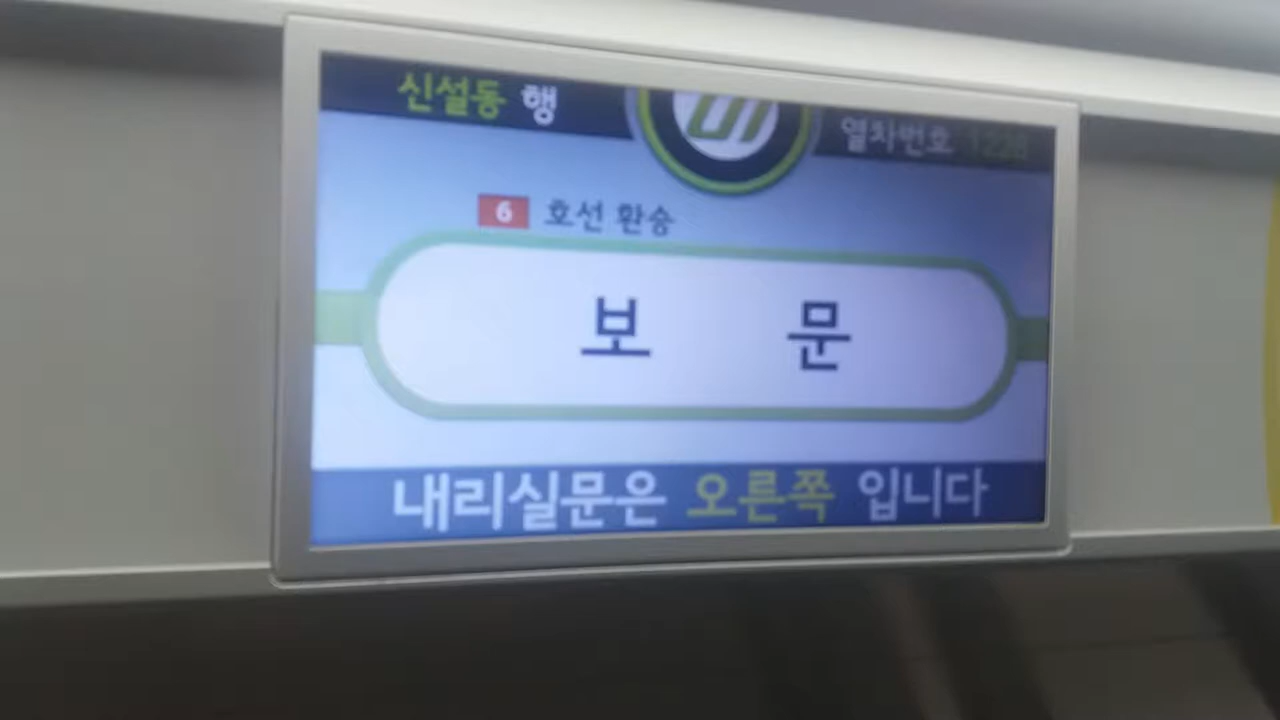 신설동 행
열차번호
6 호선 환승
보 문
내리실문은 오른쪽 입니다